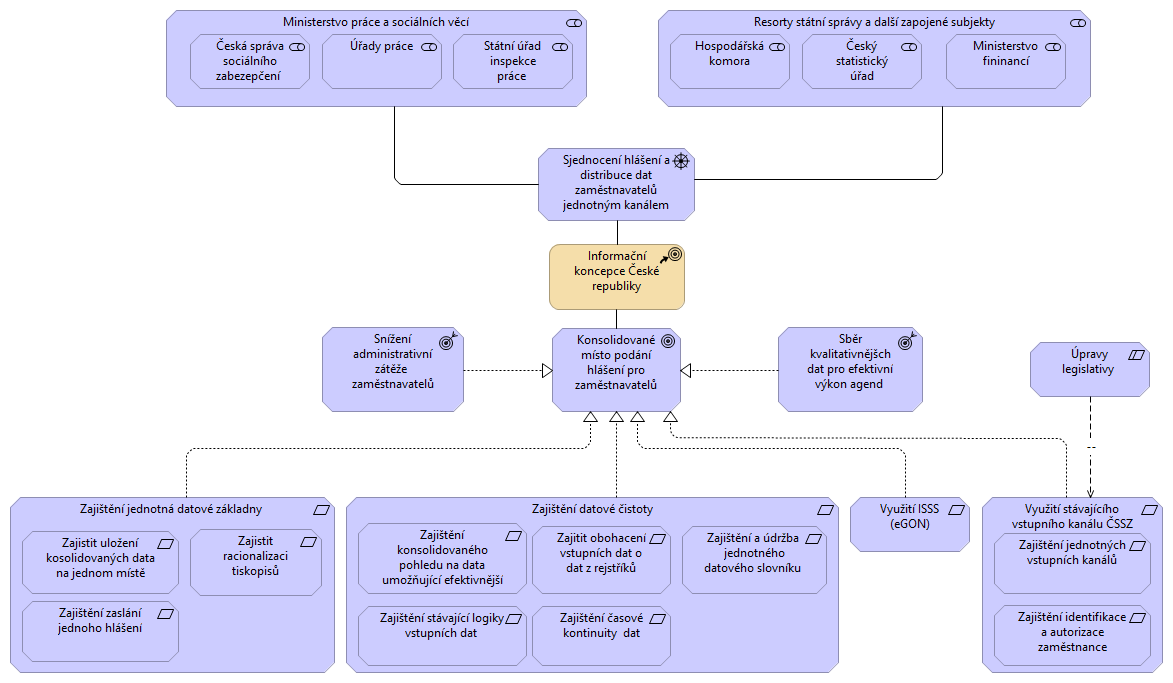 Ministerstvo práce a sociálních věcí
Česká správa
sociálního
zabezpečení
Úřady práce
Státní úřad
inspekce
práce
Resorty státní správy a další zapojené subjekty
Hospodářská
komora
Český
statistický
úřad
Ministerstvo
fininancí
Sjednocení hlášení a
distribuce dat
zaměstnavatelů
jednotným kanálem
Informační
koncepce České
republiky
Snížení
administrativní
zátěže
zaměstnavatelů
Konsolidované
místo podání
hlášení pro
zaměstnavatelů
Sběr
kvalitativnějšch
dat pro efektivní
výkon agend
Úpravy
legislativy
Zajištění jednotná datové základny
Zajistit uložení
kosolidovaných data
na jednom místě
Zajistit
racionalizaci
tiskopisů
Zajištění zaslání
jednoho hlášení
Zajištění datové čistoty
Zajištění
konsolidovaného
pohledu na data
umožňující efektivnější
Zajitit obohacení
vstupních dat o
dat z rejstříků
Zajištění a údržba
jednotného
datového slovníku
Zajištění stávající logiky
vstupních dat
Zajištění časové
kontinuity  dat
Využití ISSS
(eGON)
Využití stávajícího
vstupního kanálu ČSSZ
Zajištění jednotných
vstupních kanálů
Zajištění identifikace
a autorizace
zaměstnance